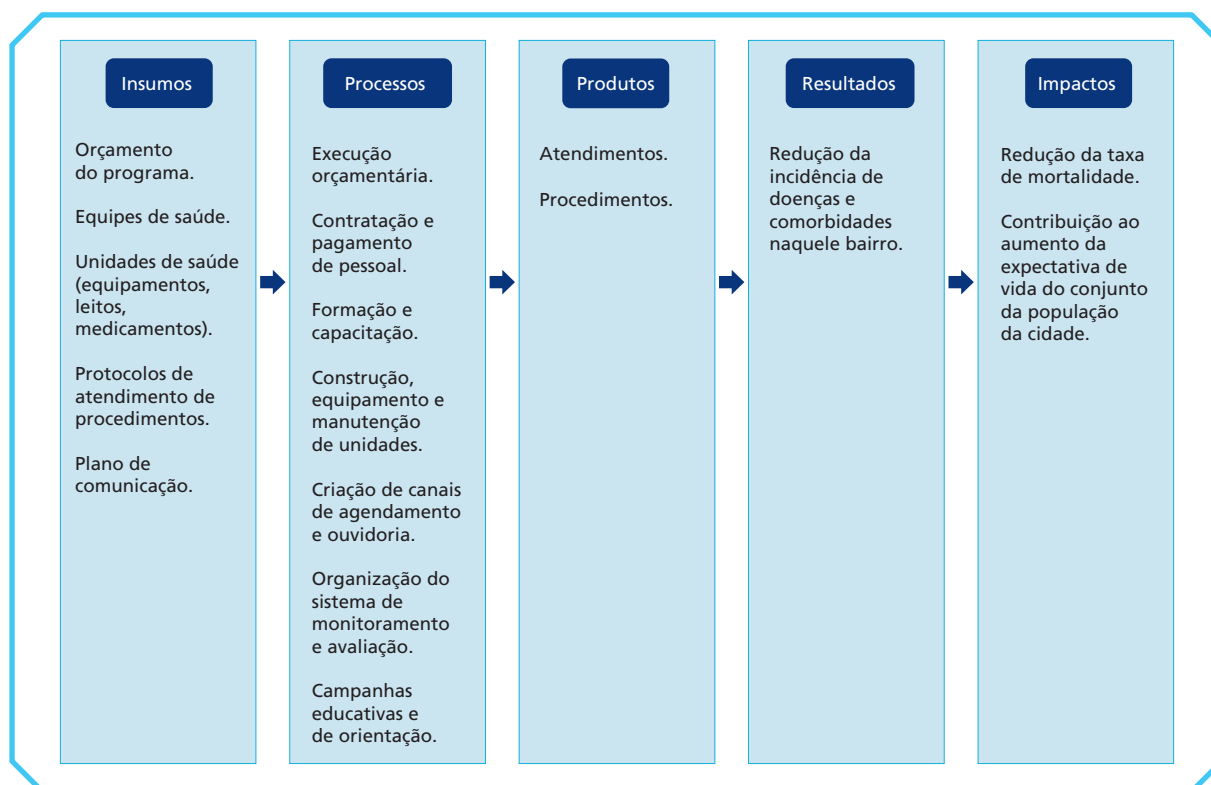 Insumos
Orçamento
do programa.
Equipes de saúde.
Unidades de saúde
(equipamentos,
leitos,
medicamentos).
Protocolos de
atendimento de
procedimentos.
Plano de
comunicação.
Processos
Execução
orçamentária.
Contratação e
pagamento
de pessoal.
Formação e
capacitação.
Construção,
equipamento e
manutenção
de unidades.
Criação de canais
de agendamento
e ouvidoria.
Organização do
sistema de
monitoramento
e avaliação.
Campanhas
educativas e
de orientação.
Produtos
Atendimentos.
Procedimentos.
Resultados
Redução da
incidência de
doenças e
comorbidades
naquele bairro.
Impactos
Redução da taxa
de mortalidade.
Contribuição ao
aumento da
expectativa de
vida do conjunto
da população
da cidade.